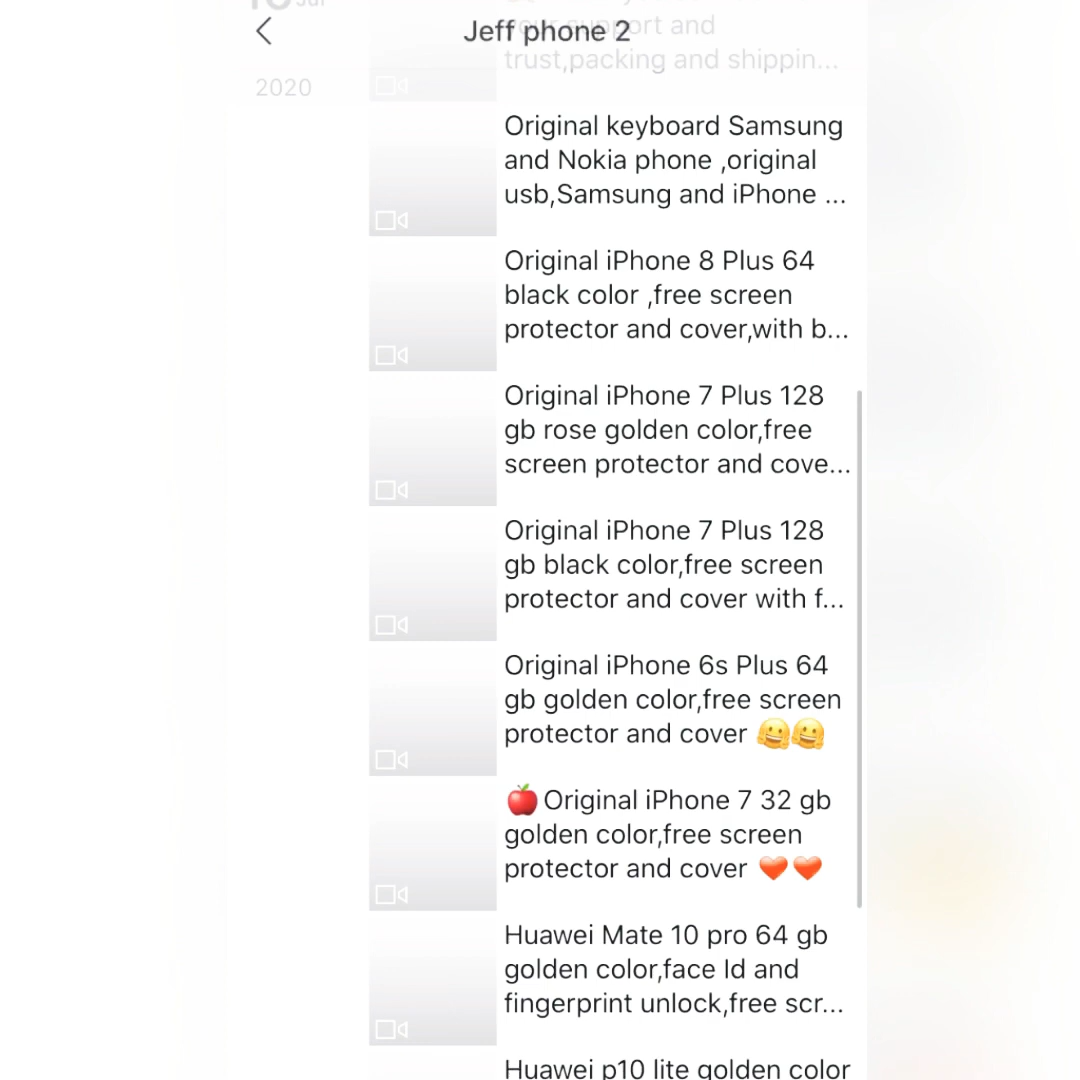 Jeff phone 2
your support and
trust,packing and shippin...
2020
Original keyboard Samsung
and Nokia phone ,original
usb,Samsung and iPhone ...
Original iPhone 8 Plus 64
black color ,free screen
protector and cover,with b...
Original iPhone 7 Plus 128
gb rose golden color,free
screen protector and cove...
Original iPhone 7 Plus 128
gb black color,free screen
protector and cover with f...
Original iPhone 6s Plus 64
gb golden color,free screen
protector and cover 🤗🤗
🍎Original iPhone 7 32 gb
golden color,free screen
protector and cover ❤️❤️
Huawei Mate 10 pro 64 gb
golden color,face Id and
fingerprint unlock,free scr...
Huawei p10 lite golden color